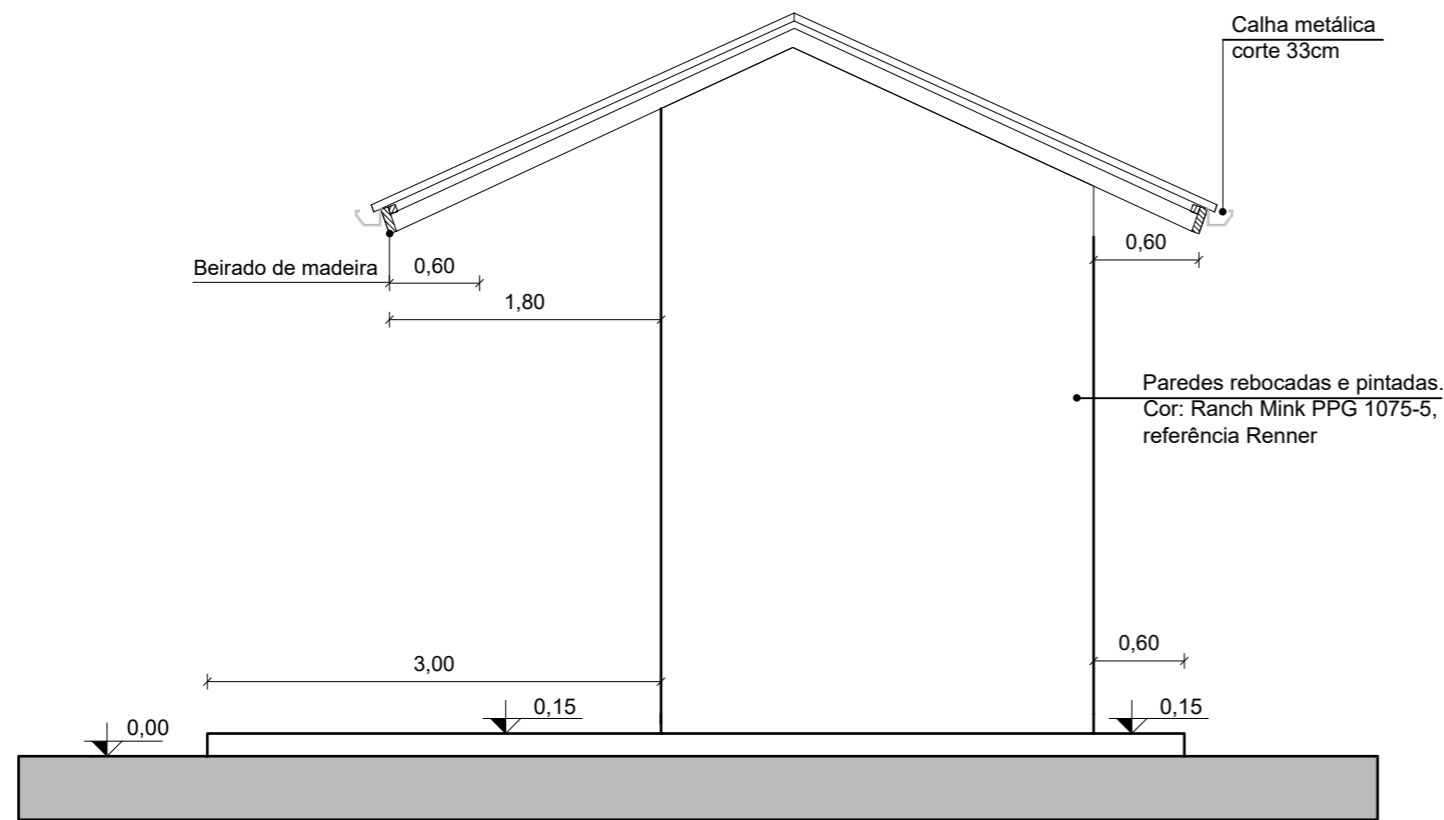 Calha metálica
corte 33cm
0,60
Beirado de madeira
0,60
1,80
Paredes rebocadas e pintadas.
Cor: Ranch Mink PPG 1075-5,
referência Renner
0,60
3,00
0,15
0,15
0,00